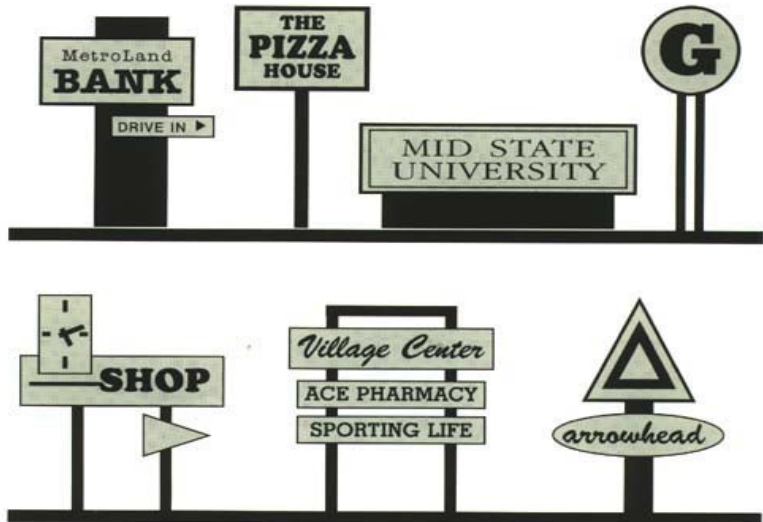 MetroLand
BANK
DRIVE IN
THE
PIZZA
HOUSE
MID STATE
UNIVERSITY
G
SHOP
Village Center
ACE PHARMACY
SPORTING LIFE
arrowhead